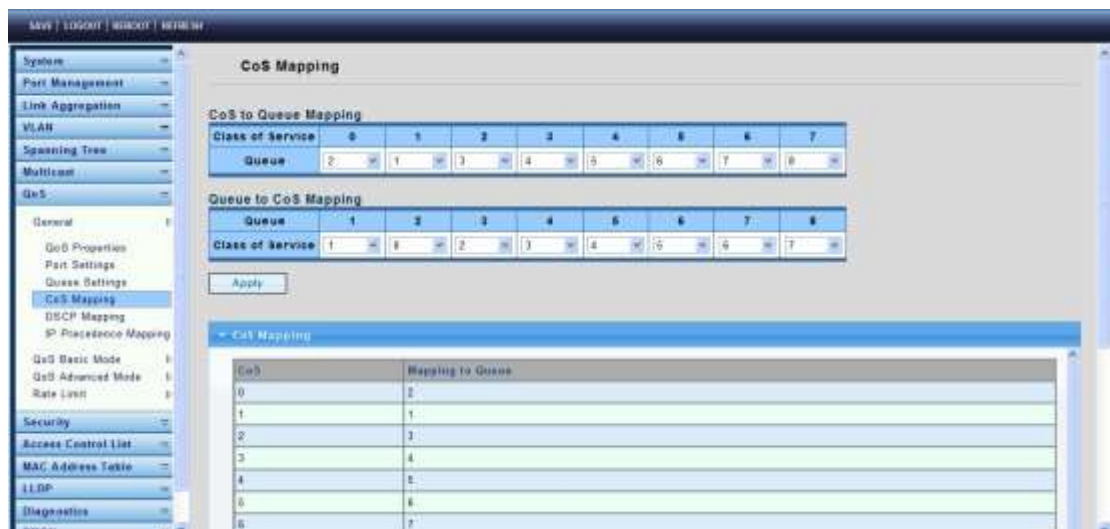 SAVE | LOGOUT | REBOOT | REFRESH
System
Port Management
Link Aggregation
VLAN
Spanning Tree
Multicast
QoS
General
QoS Properties
Port Settings
Queue Settings
CoS Mapping
DSCP Mapping
IP Precedence Mapping
QoS Basic Mode
QoS Advanced Mode
Rate Limit
Security
Access Control List
MAC Address Table
LLDP
Diagnostics
CoS Mapping
CoS to Queue Mapping
Class of Service 0 1 2 3 4 5 6 7
Queue 2 1 3 4 5 6 7 8
Queue to CoS Mapping
Queue 1 2 3 4 5 6 7 8
Class of Service 1 2 3 4 5 6 7
Apply
CoS Mapping
CoS Mapping to Queue
0 2
1 1
2 3
3 4
4 5
5 6
6 7